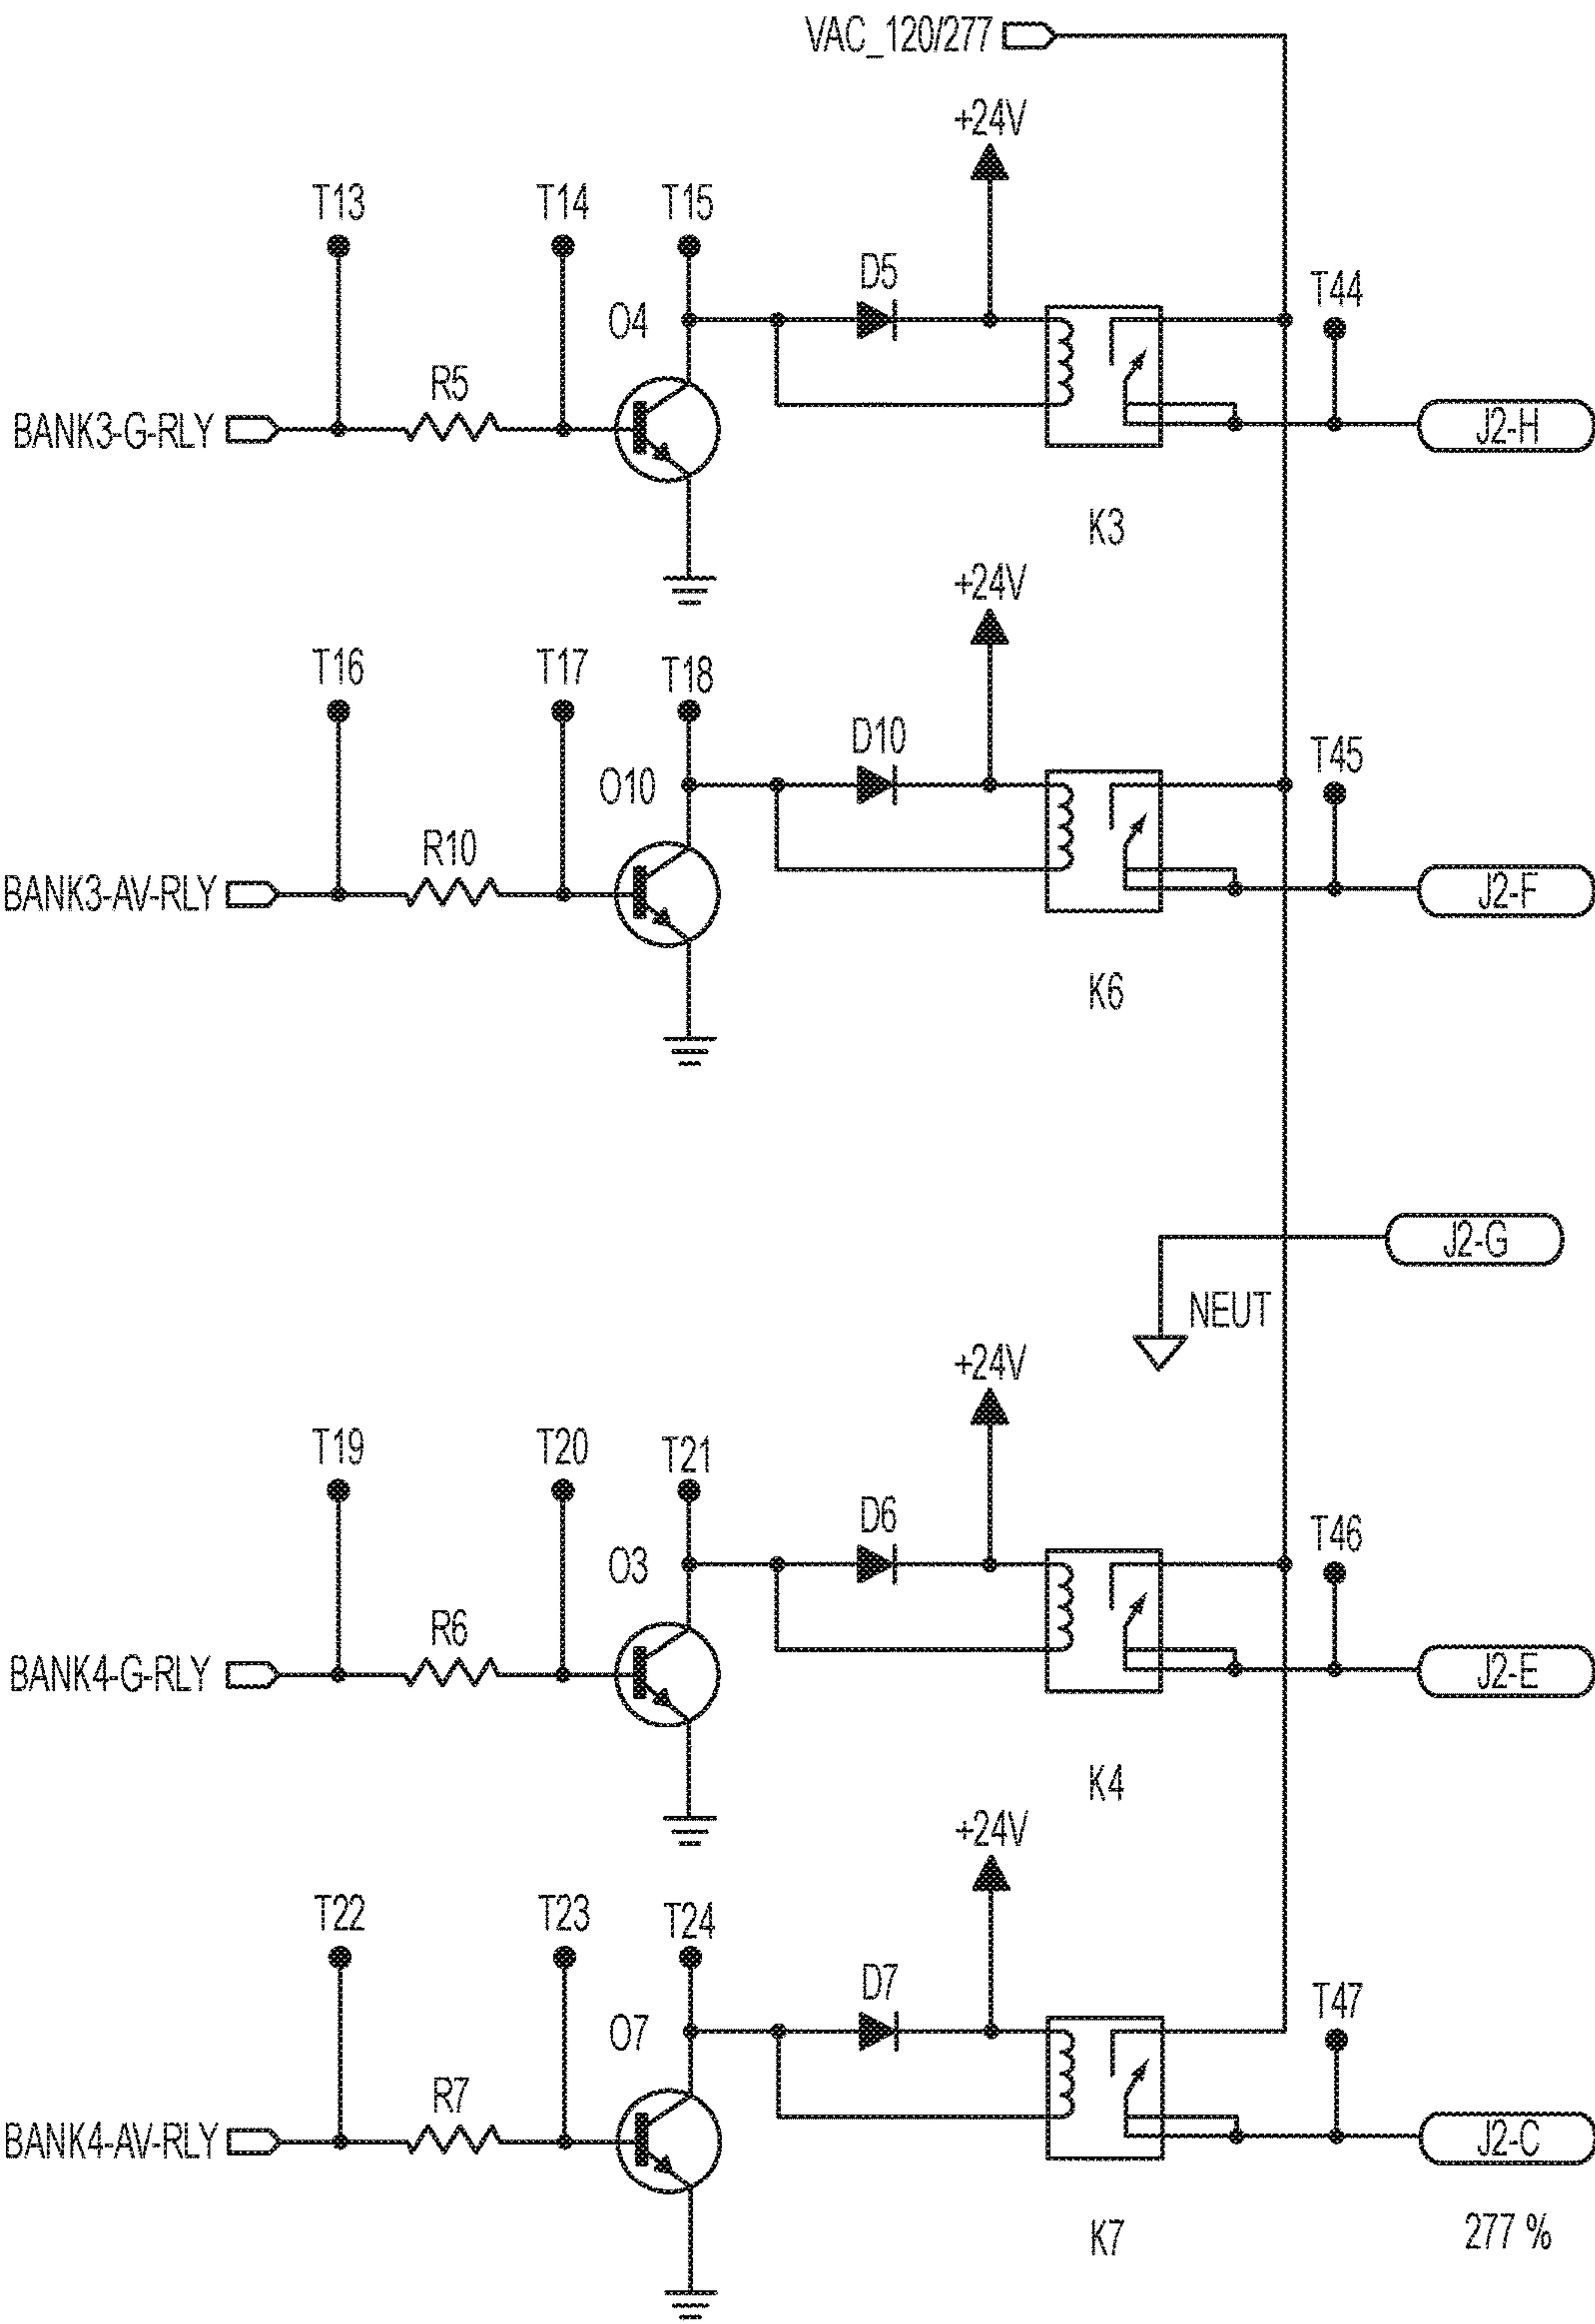 VAC_120/277
+24V
T13
T14
T15
D5
T44
O4
R5
BANK3-G-RLY
J2-H
K3
+24V
T16
T17
T18
D10
T45
O10
R10
BANK3-AV-RLY
J2-F
K6
J2-G
NEUT
+24V
T19
T20
T21
D6
T46
O3
R6
BANK4-G-RLY
J2-E
K4
+24V
T22
T23
T24
D7
T47
O7
R7
BANK4-AV-RLY
J2-C
K7
277 %